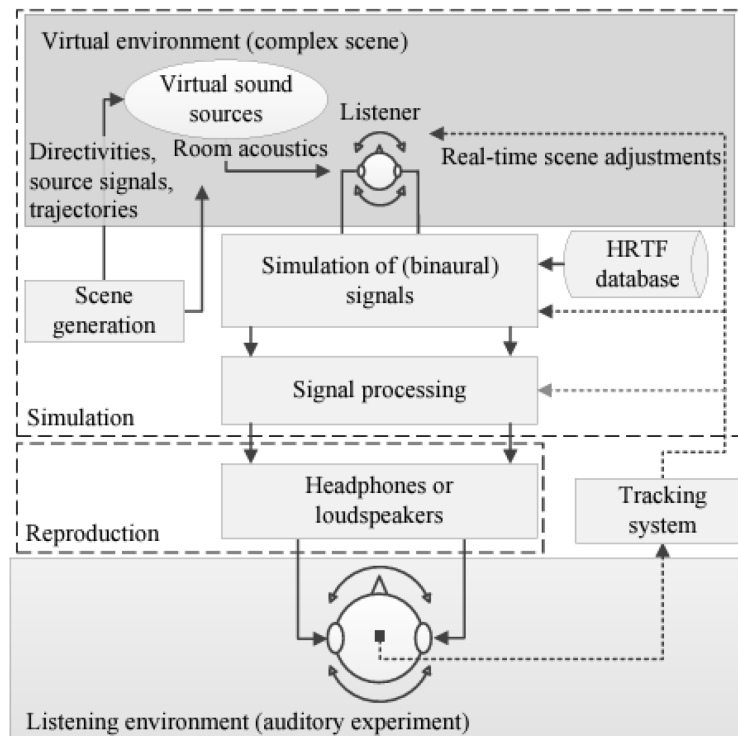 Virtual environment (complex scene)
Virtual sound
sources
Listener
Room acoustics
Directivities,
source signals,
trajectories
Real-time scene adjustments
Simulation of (binaural)
signals
HRTF
database
Scene
generation
Signal processing
Simulation
Headphones or
loudspeakers
Tracking
system
Reproduction
Listening environment (auditory experiment)